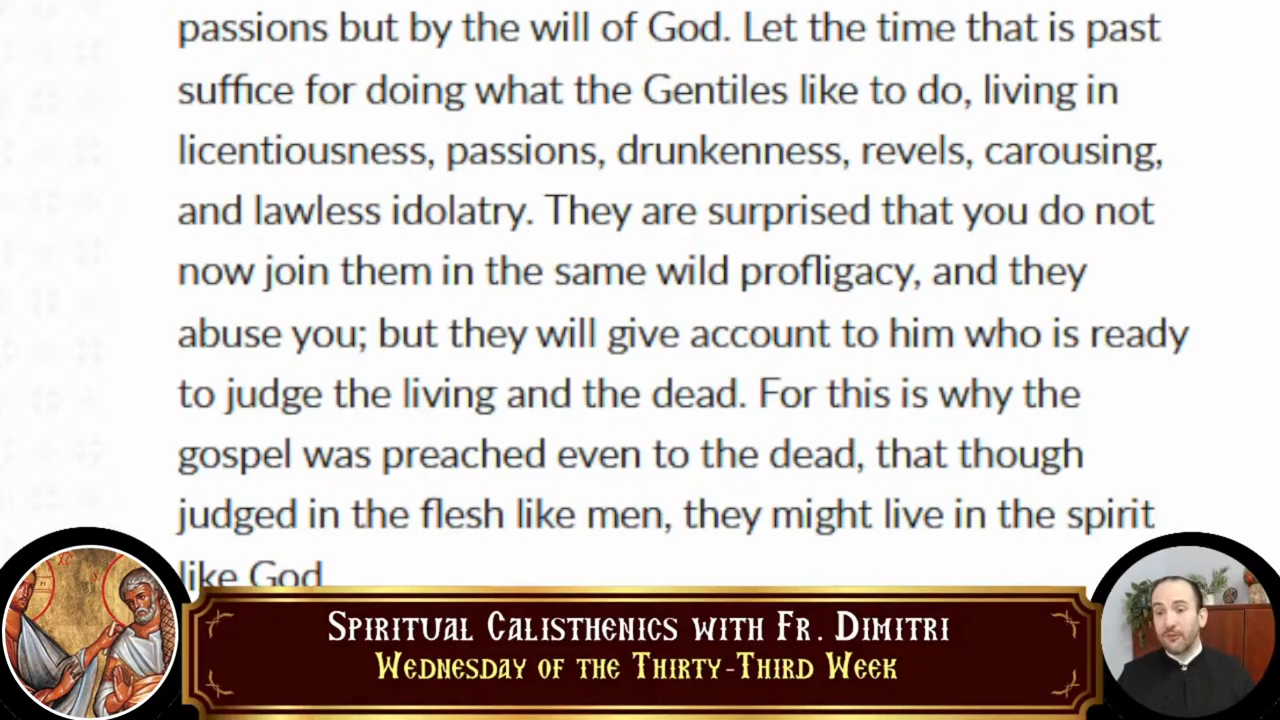 passions but by the will of God. Let the time that is past
suffice for doing what the Gentiles like to do, living in
licentiousness, passions, drunkenness, revels, carousing,
and lawless idolatry. They are surprised that you do not
now join them in the same wild profligacy, and they
abuse you; but they will give account to him who is ready
to judge the living and the dead. For this is why the
gospel was preached even to the dead, that though
judged in the flesh like men, they might live in the spirit
like God
Spiritual Calisthenics with Fr. Dimitri
Wednesday of the Thirty-Third Week